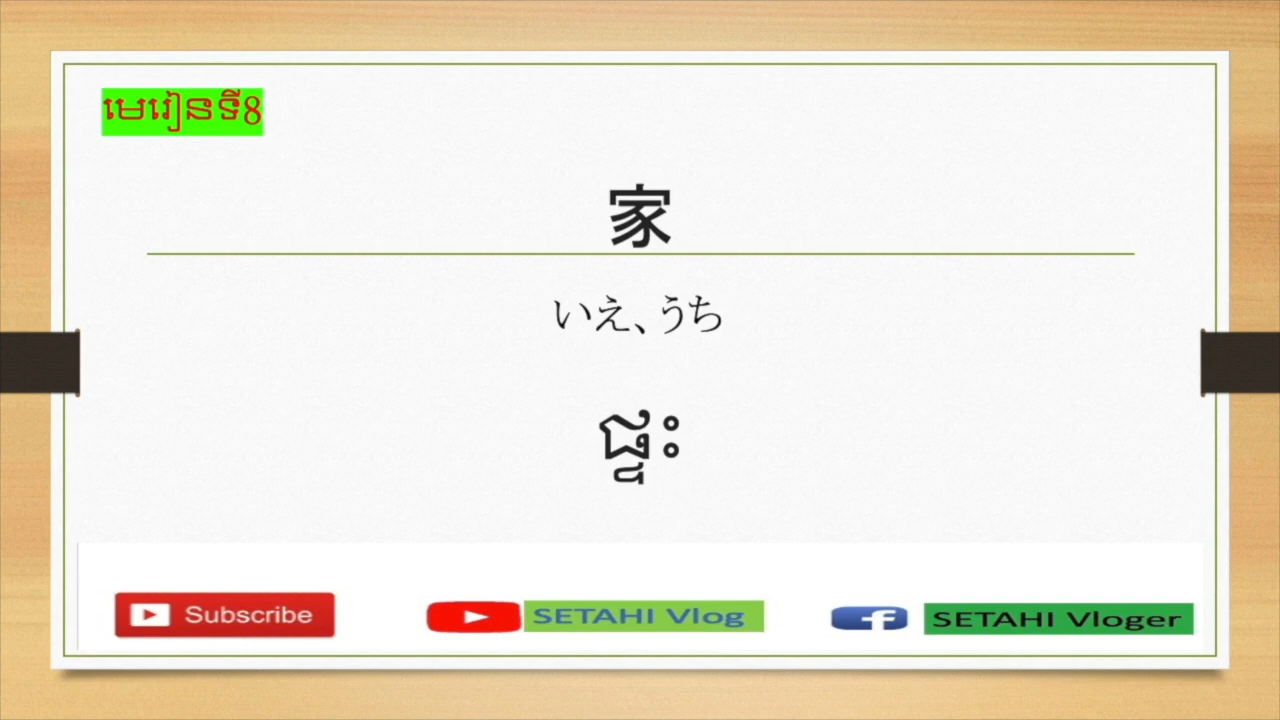 មេរៀនទី8
家
いえ、うち
ផ្ទះ
Subscribe
SETAHI Vlog
SETAHI Vloger